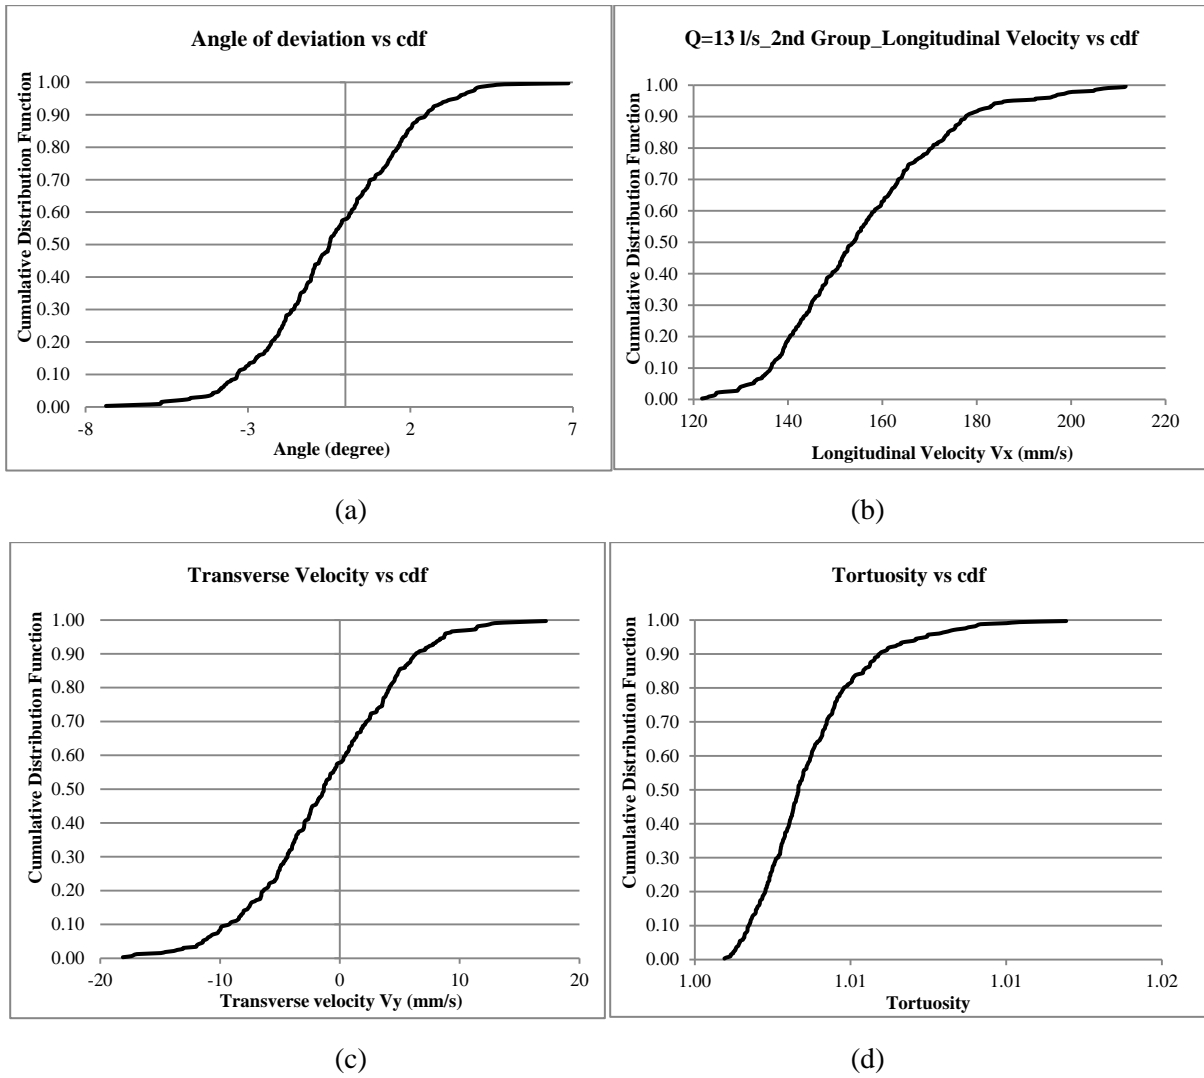 Angle of deviation vs cdf
Cumulative Distribution Function
1.00
0.90
0.80
0.70
0.60
0.50
0.40
0.30
0.20
0.10
0.00
-8 -3 2 7
Angle (degree)
(a)
Q=13 l/s_2nd Group_Longitudinal Velocity vs cdf
Cumulative Distribution Function
1.00
0.90
0.80
0.70
0.60
0.50
0.40
0.30
0.20
0.10
0.00
120 140 160 180 200 220
Longitudinal Velocity Vx (mm/s)
(b)
Transverse Velocity vs cdf
Cumulative Distribution Function
1.00
0.90
0.80
0.70
0.60
0.50
0.40
0.30
0.20
0.10
0.00
-20 -10 0 10 20
Transverse velocity Vy (mm/s)
(c)
Tortuosity vs cdf
Cumulative Distribution Function
1.00
0.90
0.80
0.70
0.60
0.50
0.40
0.30
0.20
0.10
0.00
1.00 1.01 1.01 1.02
Tortuosity
(d)